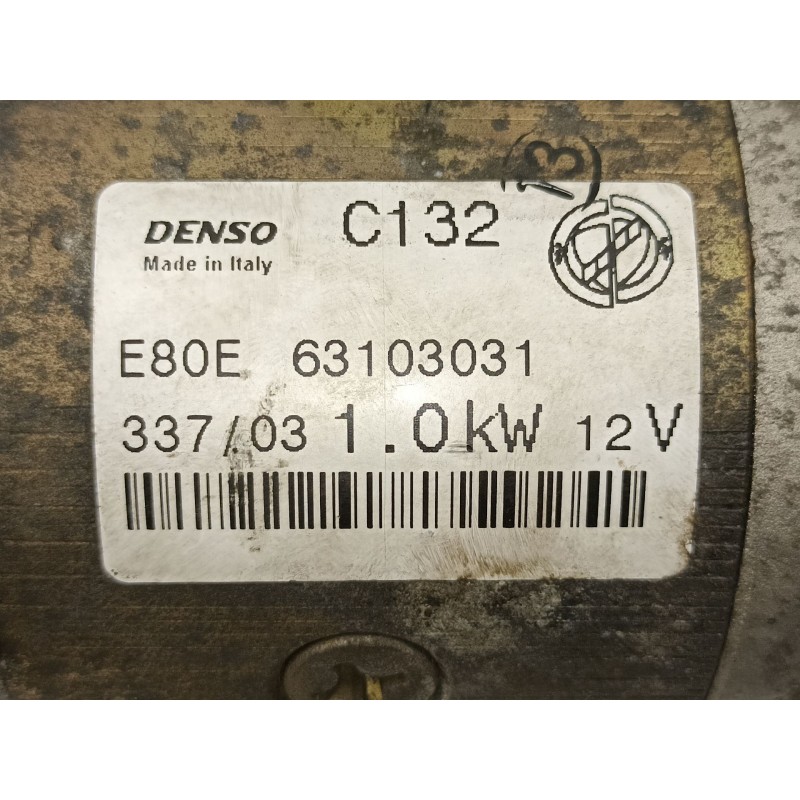 DENSO C132
Made in Italy
E80E 63103031
337/03 1.0kW 12V